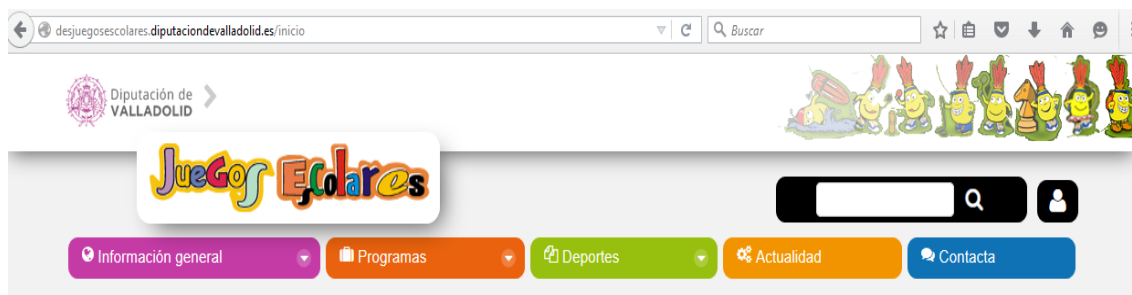 desjuegosescolares.diputaciondevalladolid.es/inicio
Buscar
Diputación de
VALLADOLID
Juegos Escolares
Información general
Programas
Deportes
Actualidad
Contacta